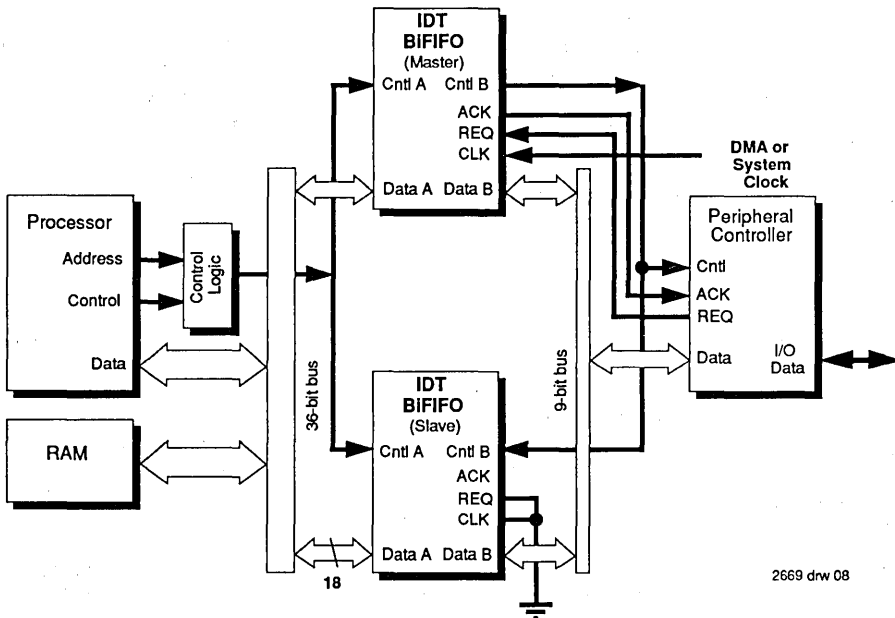 IDT
BiFIFO
(Master)
Cntl A
Cntl B
ACK
REQ
CLK
Data A
Data B
DMA or
System
Clock
Processor
Address
Control
Data
Control
Logic
RAM
36-bit bus
9-bit bus
Peripheral
Controller
Cntl
ACK
REQ
Data
I/O
Data
IDT
BiFIFO
(Slave)
Cntl A
Cntl B
ACK
REQ
CLK
Data A
Data B
18
2669 drw 08